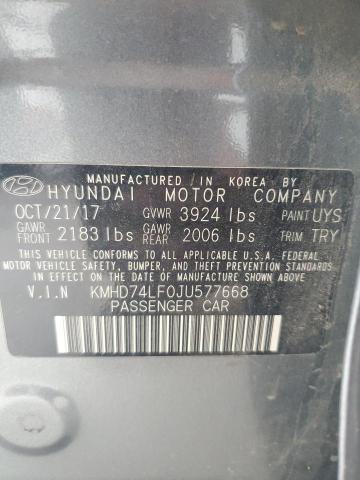 MANUFACTURED IN KOREA BY
HYUNDAI MOTOR COMPANY
OCT/21/17 GVWR 3924 lbs PAINT UYS
GAWR FRONT 2183 lbs GAWR REAR 2006 lbs TRIM TRY
THIS VEHICLE CONFORMS TO ALL APPLICABLE U.S.A. FEDERAL
MOTOR VEHICLE SAFETY, BUMPER, AND THEFT PREVENTION
STANDARDS IN EFFECT ON THE DATE OF MANUFACTURE SHOWN ABOVE.
V.I.N KMHD74LF0JU577668
PASSENGER CAR